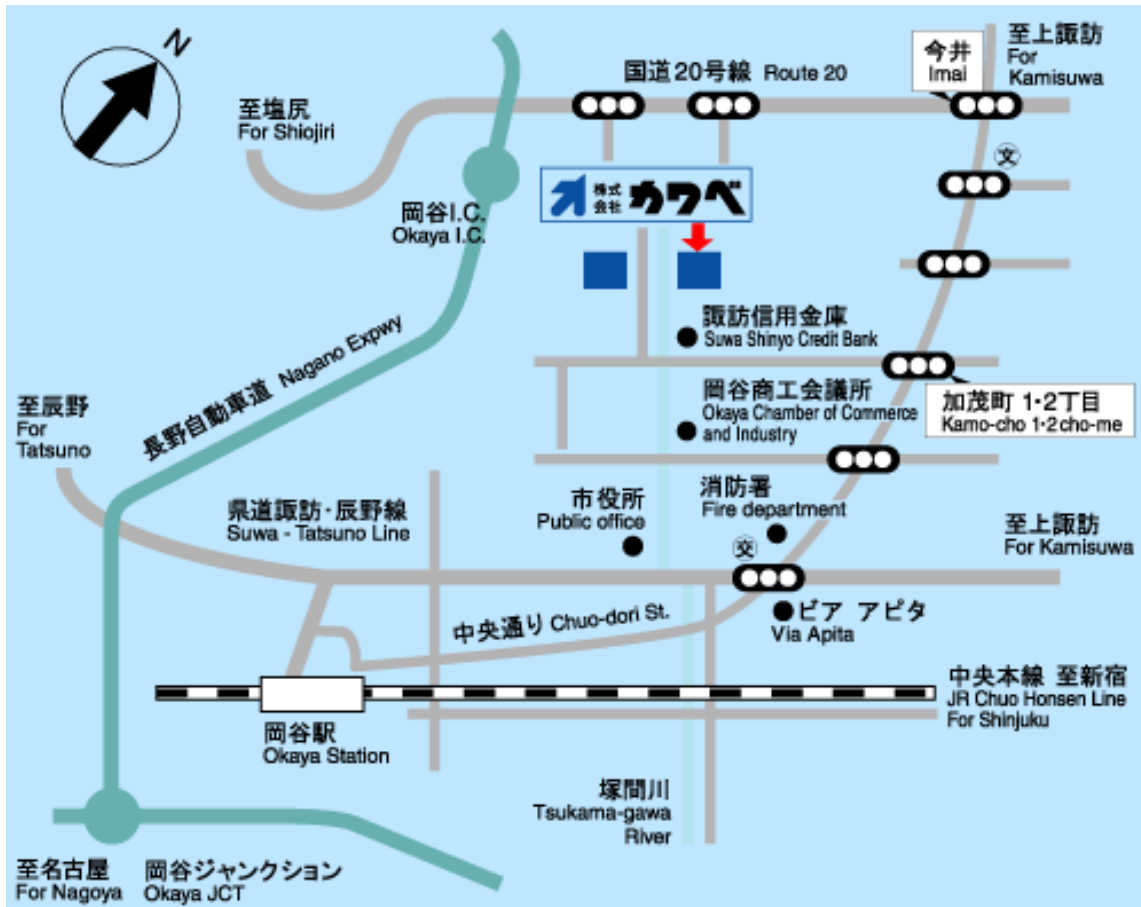 N
至塩尻
For Shiojiri
国道20号線 Route 20
今井
Imai
至上諏訪
For
Kamisuwa
文
株式
会社
カワベ
岡谷I.C.
Okaya I.C.
長野自動車道 Nagano Expwy
諏訪信用金庫
Suwa Shinyo Credit Bank
岡谷商工会議所
Okaya Chamber of Commerce
and Industry
加茂町 1・2丁目
Kamo-cho 1・2 cho-me
至辰野
For
Tatsuno
県道諏訪・辰野線
Suwa - Tatsuno Line
市役所
Public office
消防署
Fire department
交
至上諏訪
For Kamisuwa
中央通り Chuo-dori St.
ビア アピタ
Via Apita
中央本線 至新宿
JR Chuo Honsen Line
For Shinjuku
岡谷駅
Okaya Station
塚間川
Tsukama-gawa
River
至名古屋
For Nagoya
岡谷ジャンクション
Okaya JCT